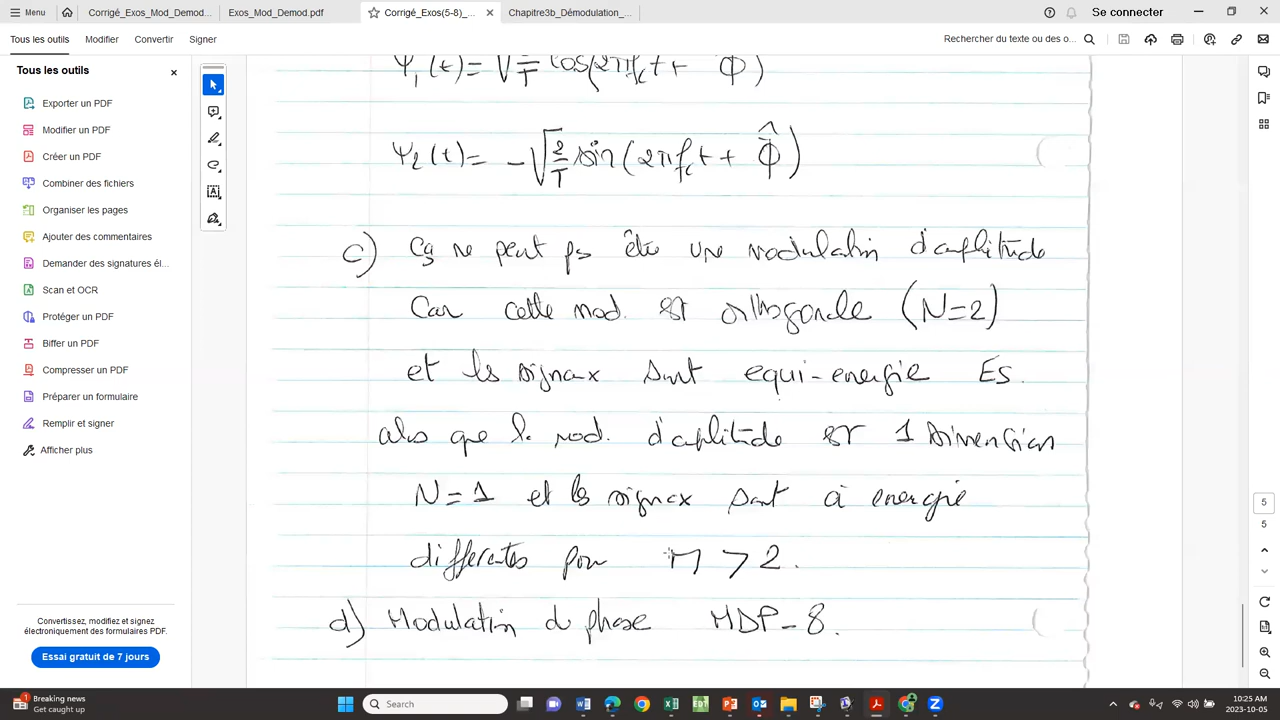 Menu
Corrigé_Exos_Mod_Demod...
Exos_Mod_Demod.pdf
Corrigé_Exos(5-8)_...
Chapitre3b_Démodulation_...
Se connecter
Tous les outils
Modifier
Convertir
Signer
Rechercher du texte ou des o...
Tous les outils
Exporter un PDF
Modifier un PDF
Créer un PDF
Combiner des fichiers
Organiser les pages
Ajouter des commentaires
Demander des signatures él...
Scan et OCR
Protéger un PDF
Biffer un PDF
Compresser un PDF
Préparer un formulaire
Remplir et signer
Afficher plus
Convertissez, modifiez et signez
électroniquement des formulaires PDF.
Essai gratuit de 7 jours
Ψ1(t) = √2/T cos(2πfct + Φ)
Ψ2(t) = -√2/T sin(2πfct + Φ̂)
c) Ça ne peut pas être une modulation d'amplitude
Car cette mod. est orthogonale (N=2)
et les signaux sont equi-energie Es.
alors que la mod. d'amplitude est 1 Dimension
N=1 et les signaux sont à energie
differentes pour M > 2.
d) Modulation de phase MDP-8.
5
5
1
Breaking news
Get caught up...
Search
10:25 AM
2023-10-05